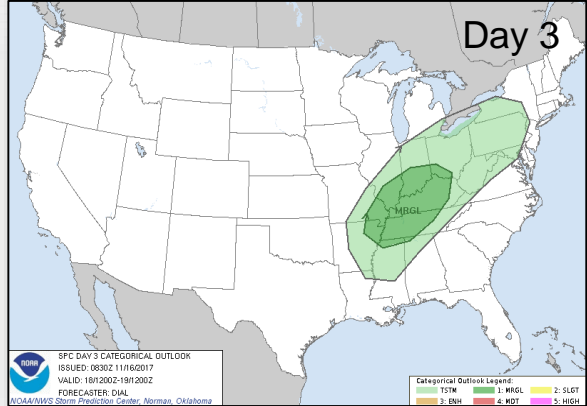 Day 3
MRGL
NOAA
SPC DAY 3 CATEGORICAL OUTLOOK
ISSUED: 0830Z 11/16/2017
VALID: 18/1200Z-19/1200Z
FORECASTER: DIAL
NOAA/NWS Storm Prediction Center, Norman, Oklahoma
Categorical Outlook Legend:
TSTM 1: MRGL 2: SLGT
3: ENH 4: MDT 5: HIGH